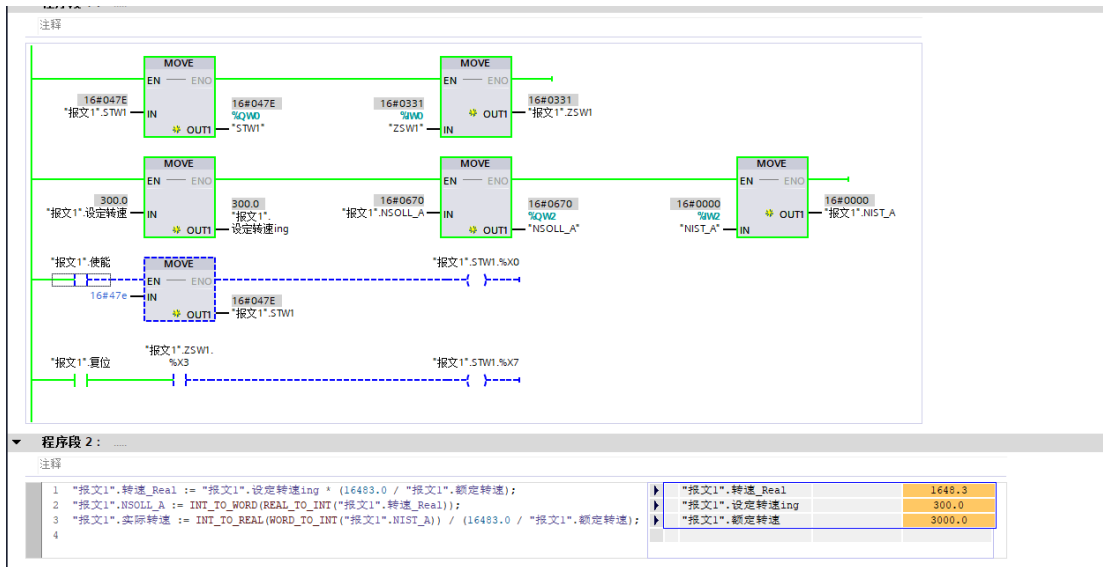 注释
MOVE MOVE
EN ENO EN ENO
16#047E 16#047E 16#0331 16#0331
"报文1".STW1 IN %QW0 %IW0 "报文1".ZSW1
OUT1 "STW1" "ZSW1" IN OUT1
MOVE MOVE MOVE
EN ENO EN ENO EN ENO
300.0 300.0 16#0670 16#0670 16#0000 16#0000
"报文1".设定转速 IN "报文1". "报文1".NSOLL_A IN %QW2 %IW2 OUT1 "报文1".NIST_A
OUT1 设定转速ing OUT1 "NSOLL_A" "NIST_A" IN
"报文1".使能 MOVE "报文1".STW1.%X0
EN ENO
16#47e IN 16#047E
OUT1 "报文1".STW1
"报文1".ZSW1.
"报文1".复位 %X3 "报文1".STW1.%X7
程序段 2： .....
注释
1 "报文1".转速_Real := "报文1".设定转速ing * (16483.0 / "报文1".额定转速); "报文1".转速_Real 1648.3
2 "报文1".NSOLL_A := INT_TO_WORD(REAL_TO_INT("报文1".转速_Real)); "报文1".设定转速ing 300.0
3 "报文1".实际转速 := INT_TO_REAL(WORD_TO_INT("报文1".NIST_A)) / (16483.0 / "报文1".额定转速); "报文1".额定转速 3000.0
4